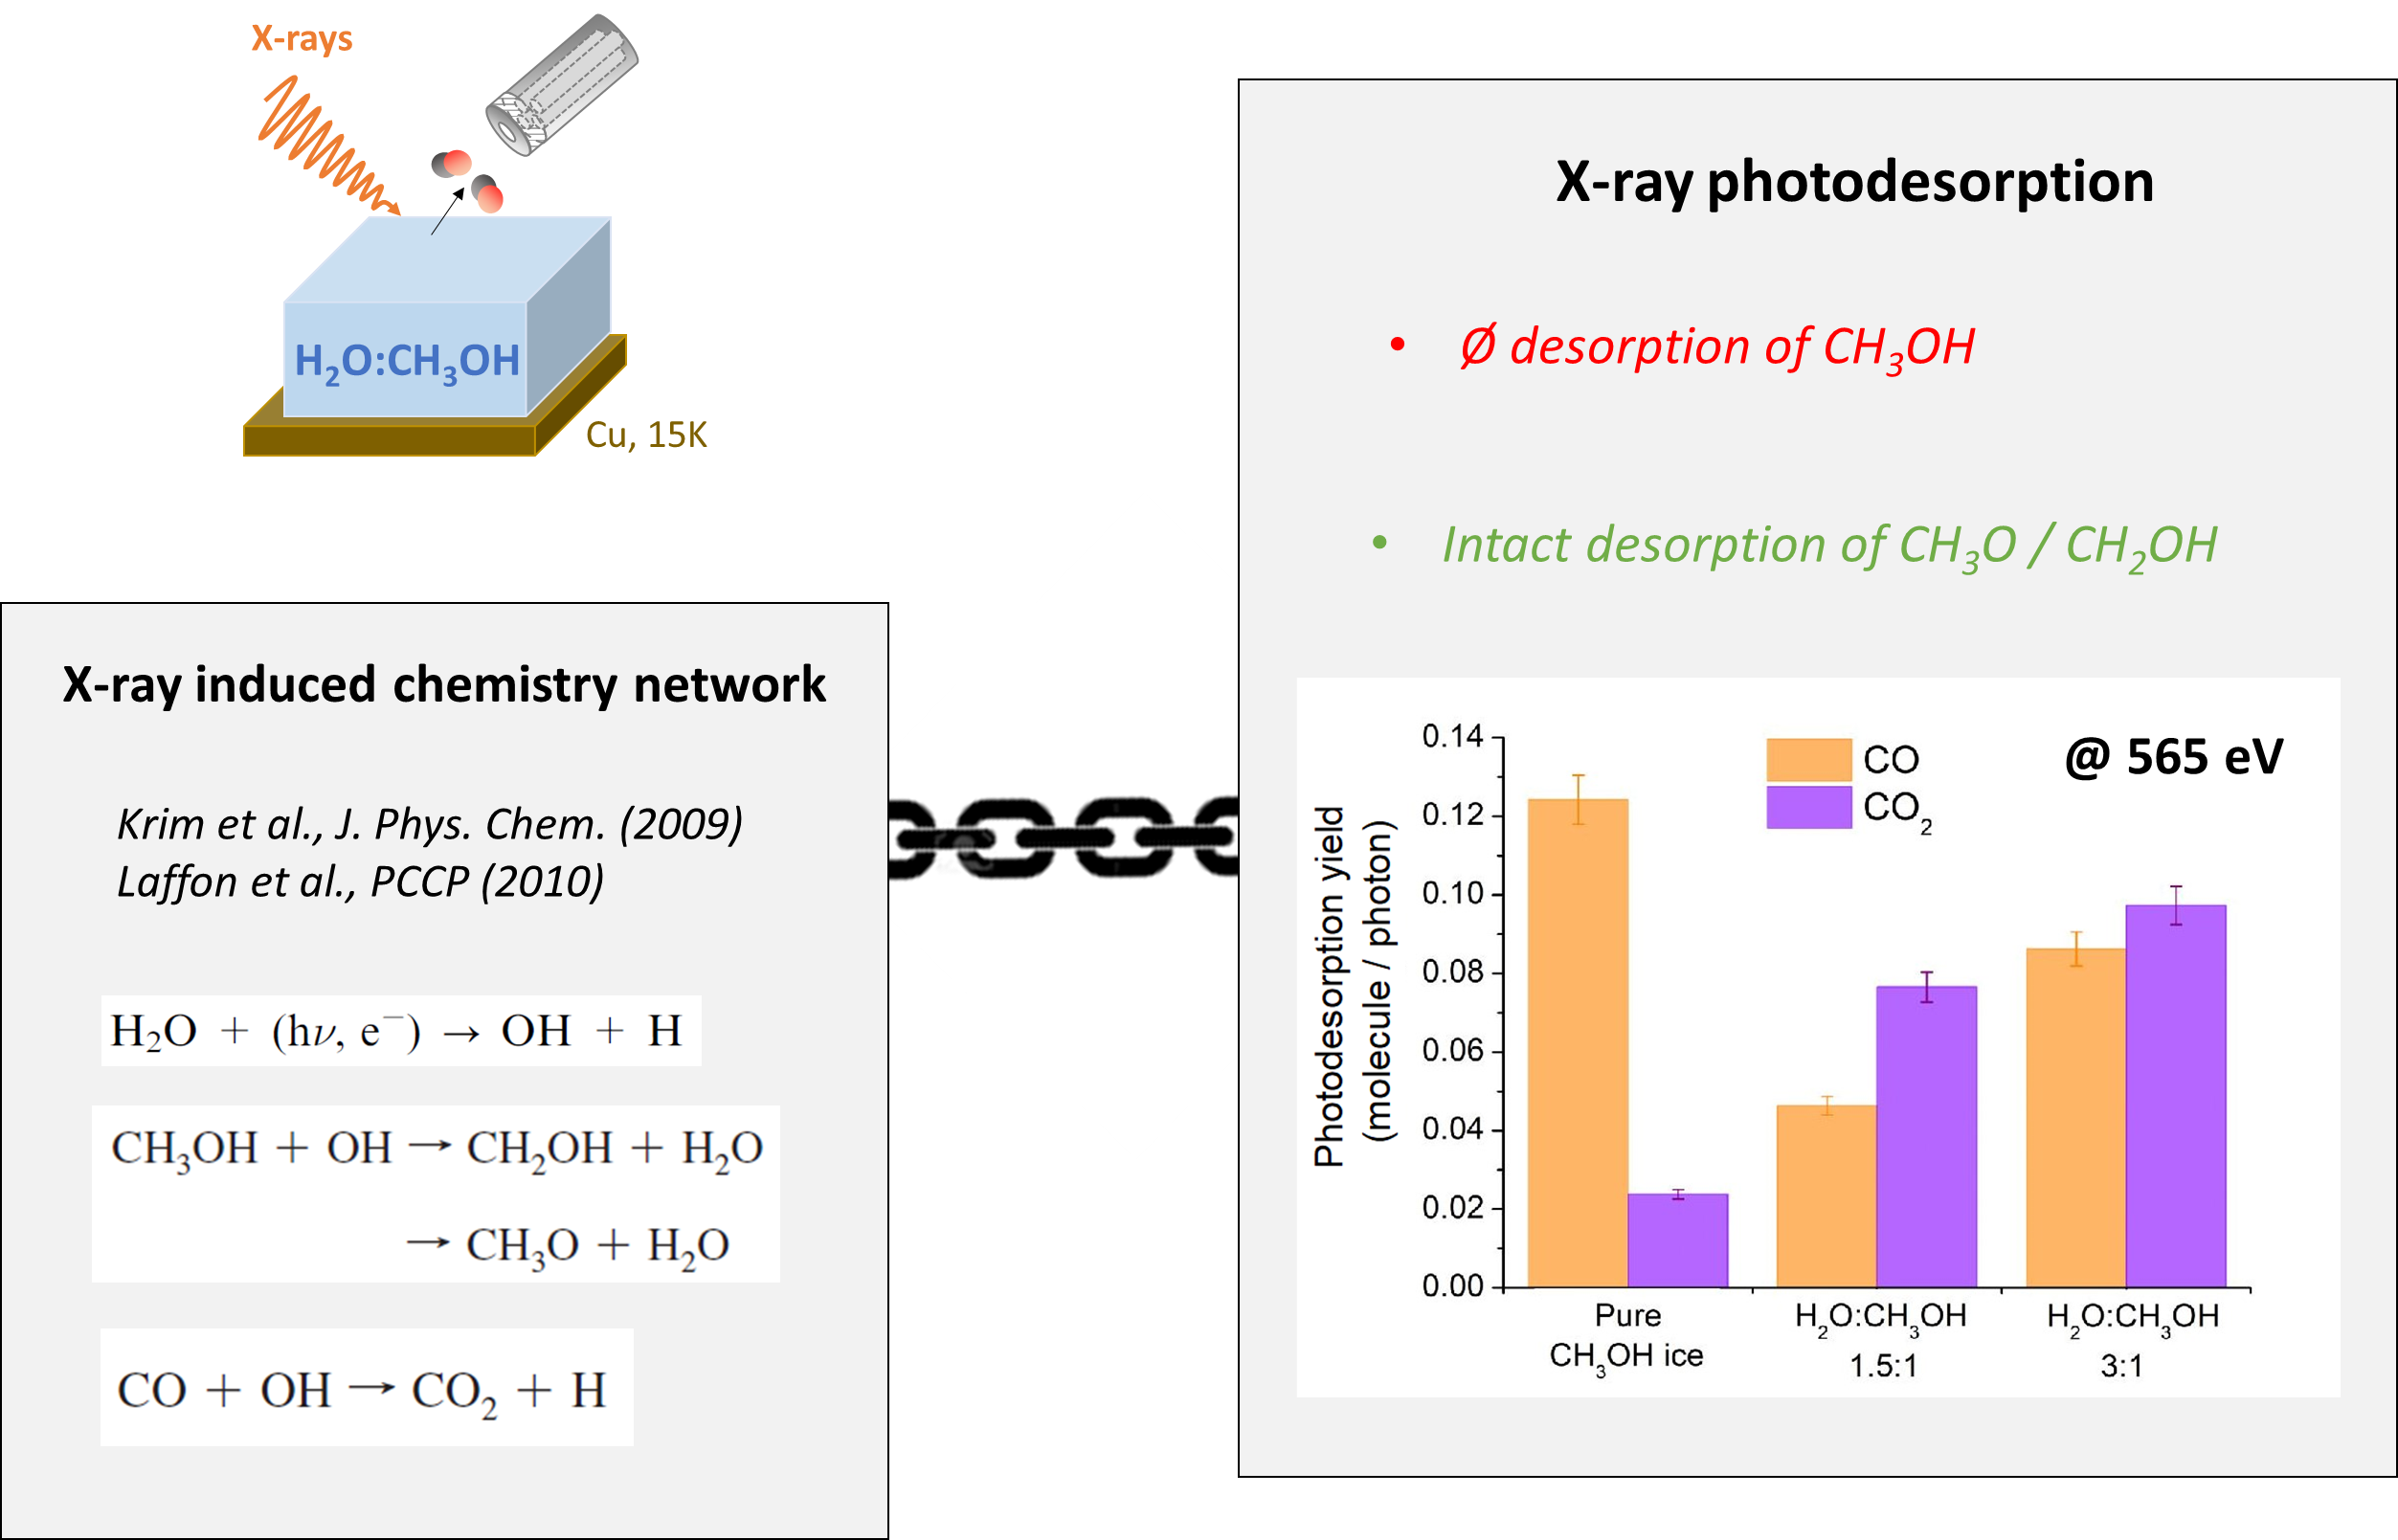 X-rays
H₂O:CH₃OH
Cu, 15K
X-ray induced chemistry network
Krim et al., J. Phys. Chem. (2009)
Laffon et al., PCCP (2010)
H₂O + (hν, e⁻) → OH + H
CH₃OH + OH → CH₂OH + H₂O
→ CH₃O + H₂O
CO + OH → CO₂ + H
X-ray photodesorption
• Ø desorption of CH₃OH
• Intact desorption of CH₃O / CH₂OH
@ 565 eV
CO
CO₂
Photodesorption yield
(molecule / photon)
0.14
0.12
0.10
0.08
0.06
0.04
0.02
0.00
Pure
CH₃OH ice
H₂O:CH₃OH
1.5:1
H₂O:CH₃OH
3:1